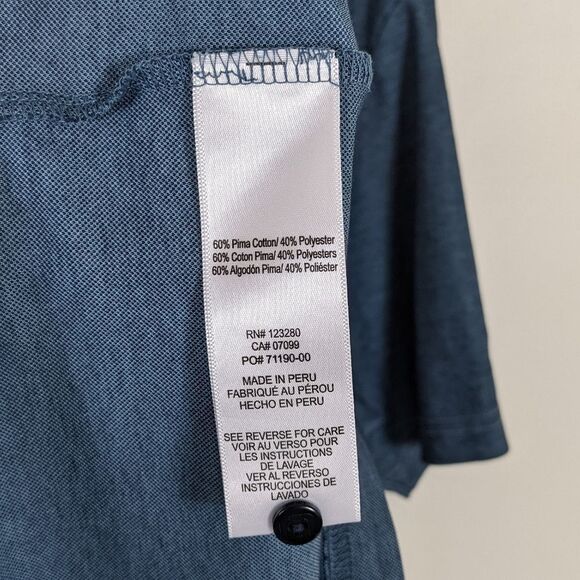 60% Pima Cotton/ 40% Polyester
60% Coton Pima/ 40% Polyesters
60% Algodón Pima/ 40% Poliéster
RN# 123280
CA# 07099
PO# 71190-00
MADE IN PERU
FABRIQUÉ AU PÉROU
HECHO EN PERU
SEE REVERSE FOR CARE
VOIR AU VERSO POUR
LES INSTRUCTIONS
DE LAVAGE
VER AL REVERSO
INSTRUCCIONES DE
LAVADO